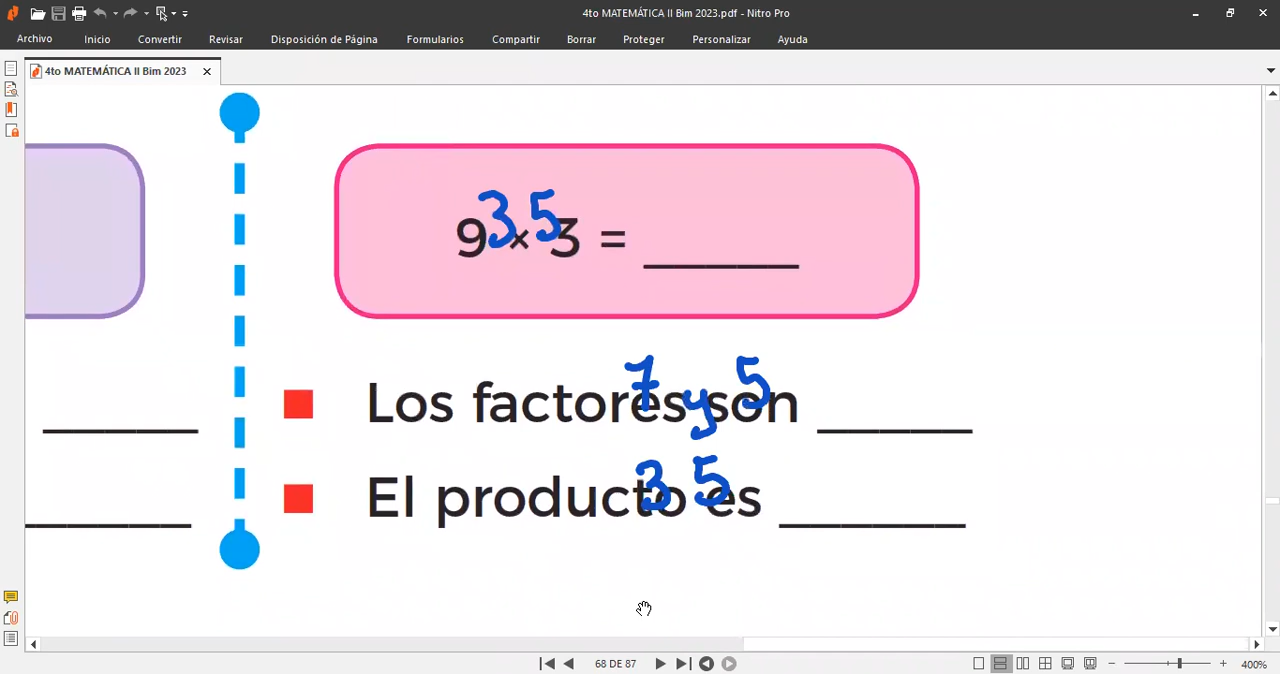 4to MATEMÁTICA II Bim 2023.pdf - Nitro Pro
Archivo Inicio Convertir Revisar Disposición de Página Formularios Compartir Borrar Proteger Personalizar Ayuda
4to MATEMÁTICA II Bim 2023
35
9 × 3 = ______
7 y 5
Los factores son ______
35
El producto es ______
68 DE 87
400%